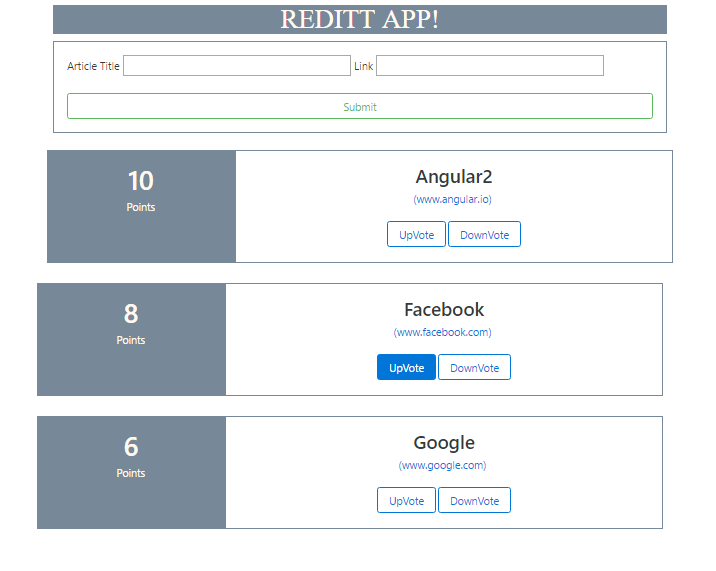 REDITT APP!
Article Title Link
Submit
10
Points
Angular2
(www.angular.io)
UpVote DownVote
8
Points
Facebook
(www.facebook.com)
UpVote DownVote
6
Points
Google
(www.google.com)
UpVote DownVote